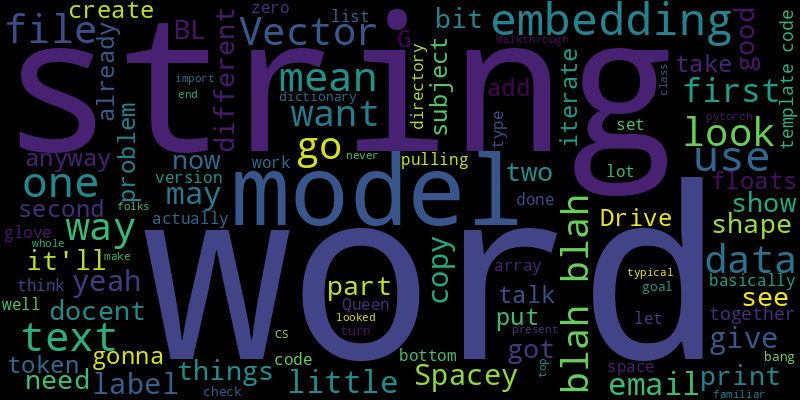 create zero list bit embedding
file already BL different Vector G good
string
import end dictionary mean want directory subject add take iterate class Walkthrough template code
type first
problem go set look pytorch
anyway now work never pulling use
one version may model two lot floats
second folks actually done show
way word Drive shape
glove whole it'll make copy array typical data
think yeah part talk goal basically
well docent Queen looked turn put let together
text CS got present blah blah see give
token gonna things code bottom top space bang
need label check little Spacey email print
familiar